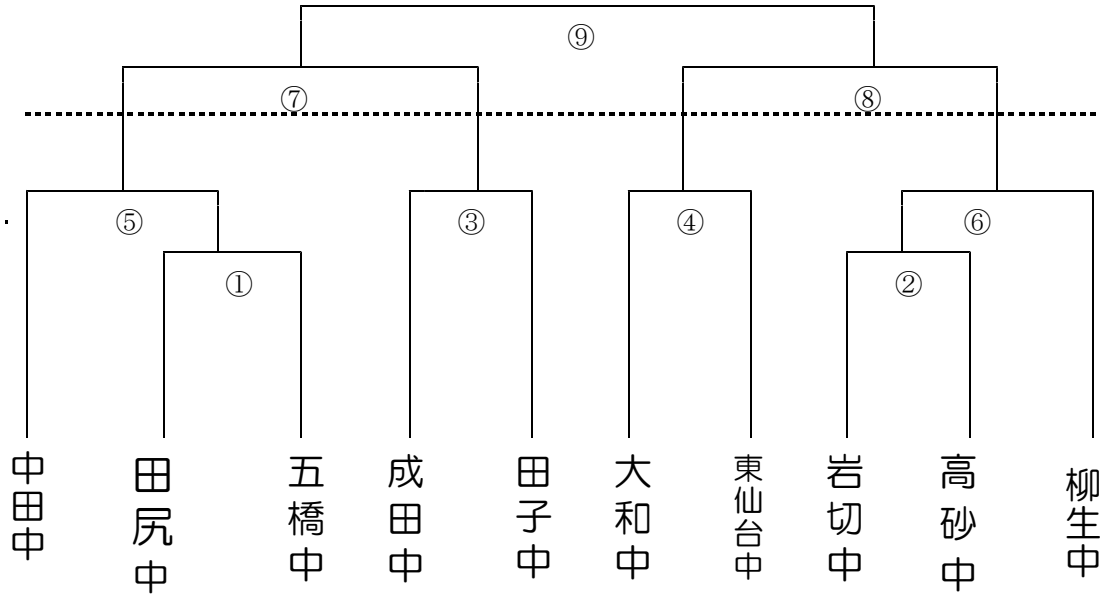 ⑨
⑦
⑧
⑤
③
④
⑥
①
②
中田中
田尻中
五橋中
成田中
田子中
大和中
東仙台中
岩切中
高砂中
柳生中